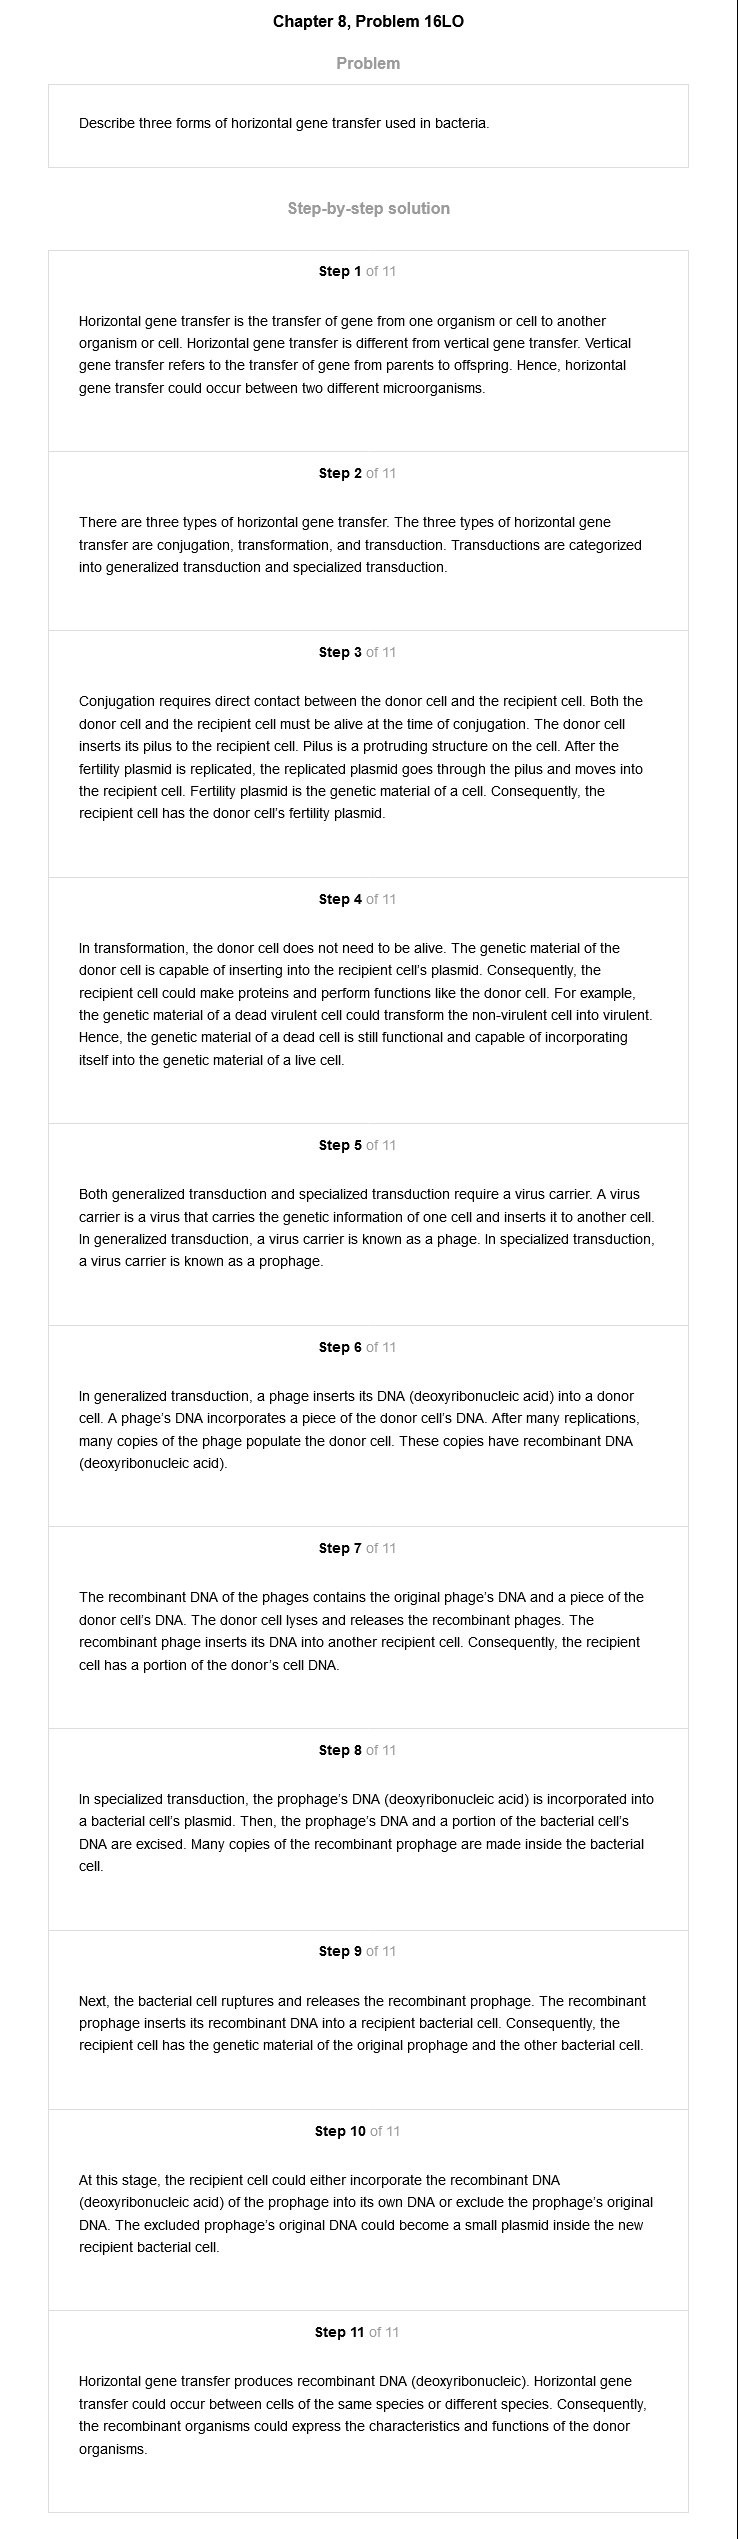 Chapter 8, Problem 16LO
Problem
Describe three forms of horizontal gene transfer used in bacteria.
Step-by-step solution
Step 1 of 11
Horizontal gene transfer is the transfer of gene from one organism or cell to another
organism or cell. Horizontal gene transfer is different from vertical gene transfer. Vertical
gene transfer refers to the transfer of gene from parents to offspring. Hence, horizontal
gene transfer could occur between two different microorganisms.
Step 2 of 11
There are three types of horizontal gene transfer. The three types of horizontal gene
transfer are conjugation, transformation, and transduction. Transductions are categorized
into generalized transduction and specialized transduction.
Step 3 of 11
Conjugation requires direct contact between the donor cell and the recipient cell. Both the
donor cell and the recipient cell must be alive at the time of conjugation. The donor cell
inserts its pilus to the recipient cell. Pilus is a protruding structure on the cell. After the
fertility plasmid is replicated, the replicated plasmid goes through the pilus and moves into
the recipient cell. Fertility plasmid is the genetic material of a cell. Consequently, the
recipient cell has the donor cell's fertility plasmid.
Step 4 of 11
In transformation, the donor cell does not need to be alive. The genetic material of the
donor cell is capable of inserting into the recipient cell's plasmid. Consequently, the
recipient cell could make proteins and perform functions like the donor cell. For example,
the genetic material of a dead virulent cell could transform the non-virulent cell into virulent.
Hence, the genetic material of a dead cell is still functional and capable of incorporating
itself into the genetic material of a live cell.
Step 5 of 11
Both generalized transduction and specialized transduction require a virus carrier. A virus
carrier is a virus that carries the genetic information of one cell and inserts it to another cell.
In generalized transduction, a virus carrier is known as a phage. In specialized transduction,
a virus carrier is known as a prophage.
Step 6 of 11
In generalized transduction, a phage inserts its DNA (deoxyribonucleic acid) into a donor
cell. A phage's DNA incorporates a piece of the donor cell's DNA. After many replications,
many copies of the phage populate the donor cell. These copies have recombinant DNA
(deoxyribonucleic acid).
Step 7 of 11
The recombinant DNA of the phages contains the original phage's DNA and a piece of the
donor cell's DNA. The donor cell lyses and releases the recombinant phages. The
recombinant phage inserts its DNA into another recipient cell. Consequently, the recipient
cell has a portion of the donor's cell DNA.
Step 8 of 11
In specialized transduction, the prophage's DNA (deoxyribonucleic acid) is incorporated into
a bacterial cell's plasmid. Then, the prophage's DNA and a portion of the bacterial cell's
DNA are excised. Many copies of the recombinant prophage are made inside the bacterial
cell.
Step 9 of 11
Next, the bacterial cell ruptures and releases the recombinant prophage. The recombinant
prophage inserts its recombinant DNA into a recipient bacterial cell. Consequently, the
recipient cell has the genetic material of the original prophage and the other bacterial cell.
Step 10 of 11
At this stage, the recipient cell could either incorporate the recombinant DNA
(deoxyribonucleic acid) of the prophage into its own DNA or exclude the prophage's original
DNA. The excluded prophage's original DNA could become a small plasmid inside the new
recipient bacterial cell.
Step 11 of 11
Horizontal gene transfer produces recombinant DNA (deoxyribonucleic). Horizontal gene
transfer could occur between cells of the same species or different species. Consequently,
the recombinant organisms could express the characteristics and functions of the donor
organisms.